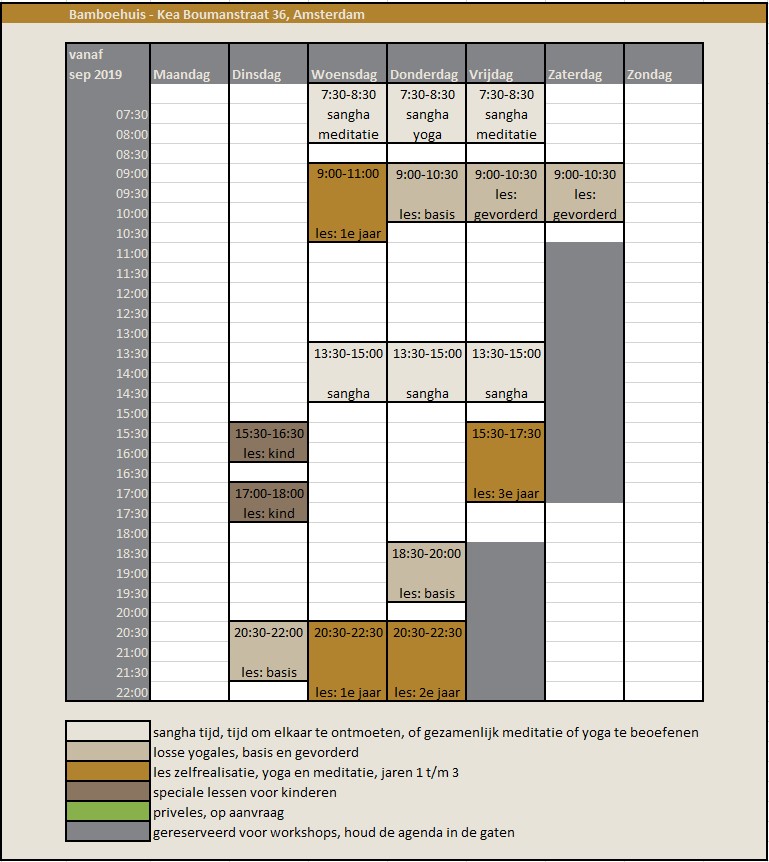 Bamboehuis - Kea Boumanstraat 36, Amsterdam
vanaf
sep 2019 Maandag Dinsdag Woensdag Donderdag Vrijdag Zaterdag Zondag
7:30-8:30 7:30-8:30 7:30-8:30
07:30 sangha sangha sangha
08:00 meditatie yoga meditatie
08:30
09:00 9:00-11:00 9:00-10:30 9:00-10:30 9:00-10:30
09:30 les: les:
10:00 les: basis gevorderd gevorderd
10:30 les: 1e jaar
11:00
11:30
12:00
12:30
13:00
13:30 13:30-15:00 13:30-15:00 13:30-15:00
14:00
14:30 sangha sangha sangha
15:00
15:30 15:30-16:30 15:30-17:30
16:00 les: kind
16:30
17:00 17:00-18:00 les: 3e jaar
17:30 les: kind
18:00
18:30 18:30-20:00
19:00
19:30 les: basis
20:00
20:30 20:30-22:00 20:30-22:30 20:30-22:30
21:00
21:30 les: basis
22:00 les: 1e jaar les: 2e jaar
sangha tijd, tijd om elkaar te ontmoeten, of gezamenlijk meditatie of yoga te beoefenen
losse yogales, basis en gevorderd
les zelfrealisatie, yoga en meditatie, jaren 1 t/m 3
speciale lessen voor kinderen
priveles, op aanvraag
gereserveerd voor workshops, houd de agenda in de gaten